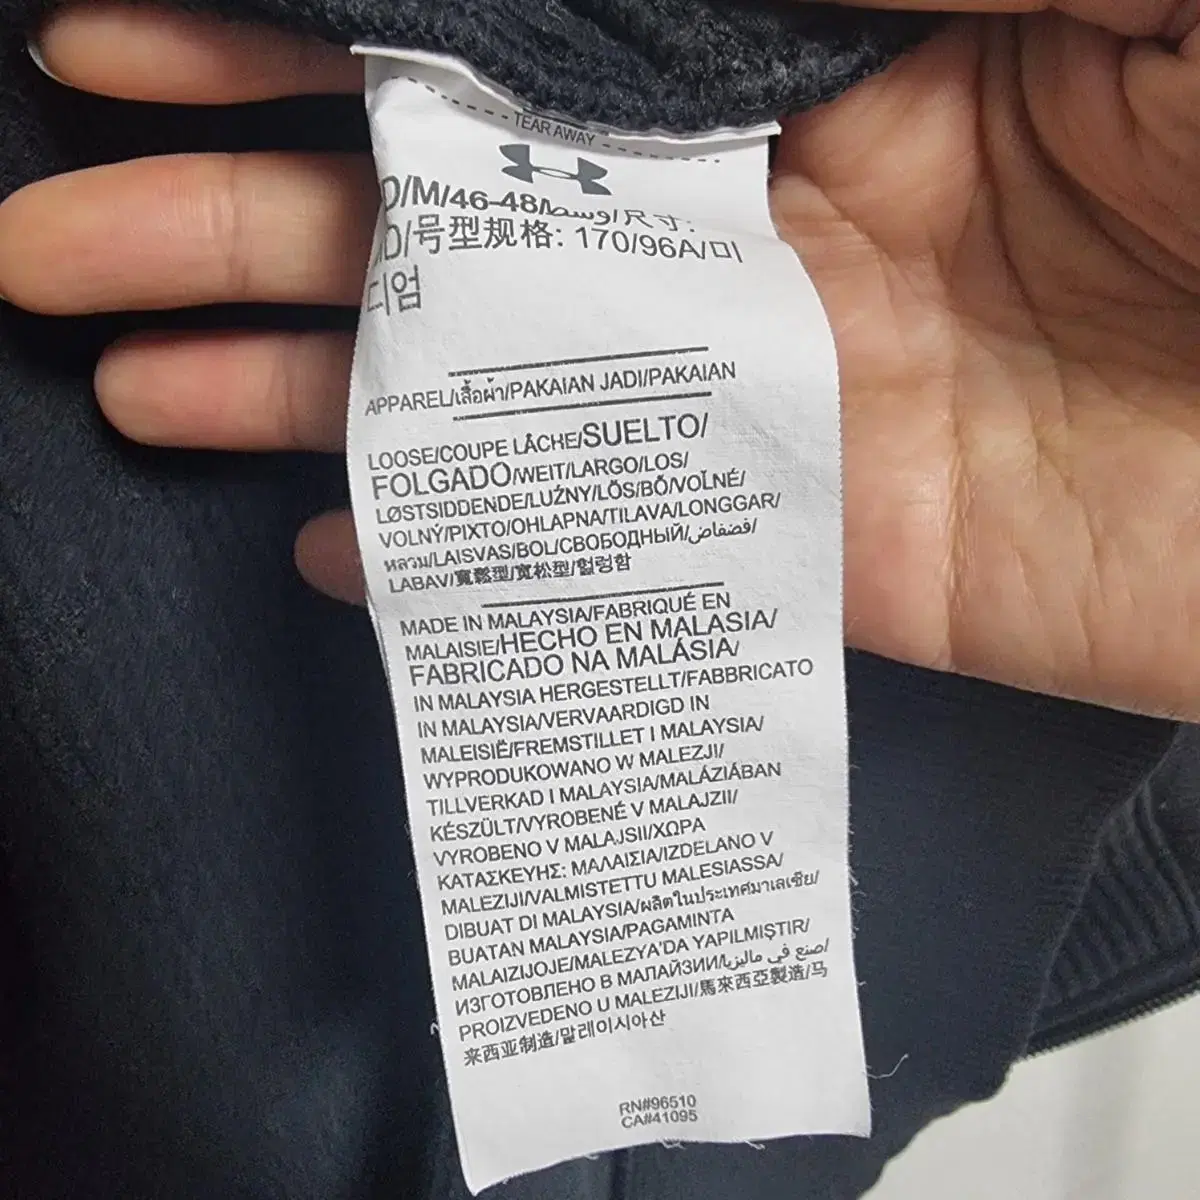 TEAR AWAY
D/M/46-48/وسط/尺寸:
号型规格: 170/96A/미
디엄
APPAREL/เสื้อผ้า/PAKAIAN JADI/PAKAIAN
LOOSE/COUPE LÂCHE/SUELTO/
FOLGADO/WEIT/LARGO/LOS/
LØSTSIDDENDE/LUŹNY/LÖS/BŐ/VOĽNÉ/
VOLNÝ/ΡΙΧΤΟ/OHLAPNA/TILAVA/LONGGAR/
หลวม/LAISVAS/BOL/СВОБОДНЫЙ/فضفاض/
LABAV/寬鬆型/宽松型/헐렁함
MADE IN MALAYSIA/FABRIQUÉ EN
MALAISIE/HECHO EN MALASIA/
FABRICADO NA MALÁSIA/
IN MALAYSIA HERGESTELLT/FABBRICATO
IN MALAYSIA/VERVAARDIGD IN
MALEISIË/FREMSTILLET I MALAYSIA/
WYPRODUKOWANO W MALEZJI/
TILLVERKAD I MALAYSIA/MALÁZIÁBAN
KÉSZÜLT/VYROBENÉ V MALAJZII/
VYROBENO V MALAJSII/ΧΩΡΑ
ΚΑΤΑΣΚΕΥΗΣ: ΜΑΛΑΙΣΙΑ/IZDELANO V
MALEZIJI/VALMISTETTU MALESIASSA/
DIBUAT DI MALAYSIA/ผลิตในประเทศมาเลเซีย/
BUATAN MALAYSIA/PAGAMINTA
MALAIZIJOJE/MALEZYA'DA YAPILMIŞTIR/
ИЗГОТОВЛЕНО В МАЛАЙЗИИ/صنع في ماليزيا/
PROIZVEDENO U MALEZIJI/馬來西亞製造/马
来西亚制造/말레이시아산
RN#96510
CA#41095